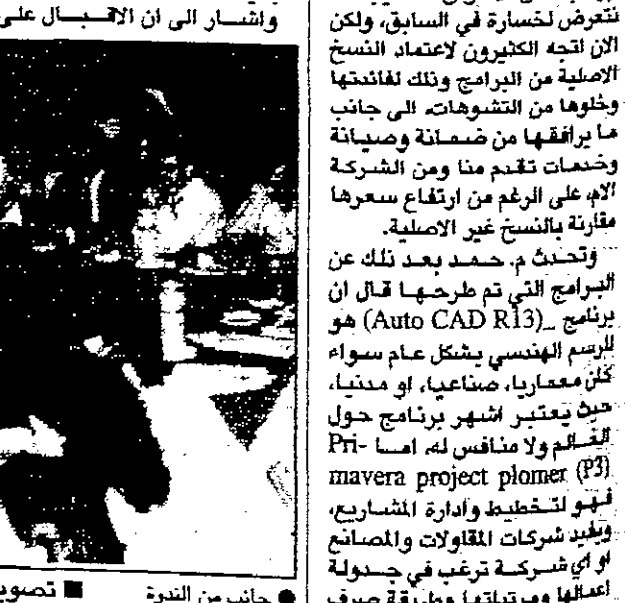 نتعرض لخسارة في السابق، ولكن
الان اتجه الكثيرون لاعتماد النسخ
الاصلية من البرامج وذلك لفائدتها
وخلوها من التشوهات، الى جانب
ما يرافقها من ضمانة وصيانة
وخدمات تقدم منا ومن الشركة
الام، على الرغم من ارتفاع سعرها
مقارنة بالنسخ غير الاصلية.
وتحدث م. حمد بعد ذلك عن
البرامج التي تم طرحها قال ان
برنامج _(Auto CAD R13) هو
للرسم الهندسي بشكل عام سواء
كان معماريا، صناعيا، او مدنيا،
حيث يعتبر اشهر برنامج حول
العالم ولا منافس له، اما Pri-
mavera project plomer (P3)
فهو لتخطيط وادارة المشاريع،
ويفيد شركات المقاولات والمصانع
او اي شركة ترغب في جدولة
اعمالها ومرتباتها وطريقة صرف
واشار الى ان الاقبال على
● جانب من الندوة
■ تصوير